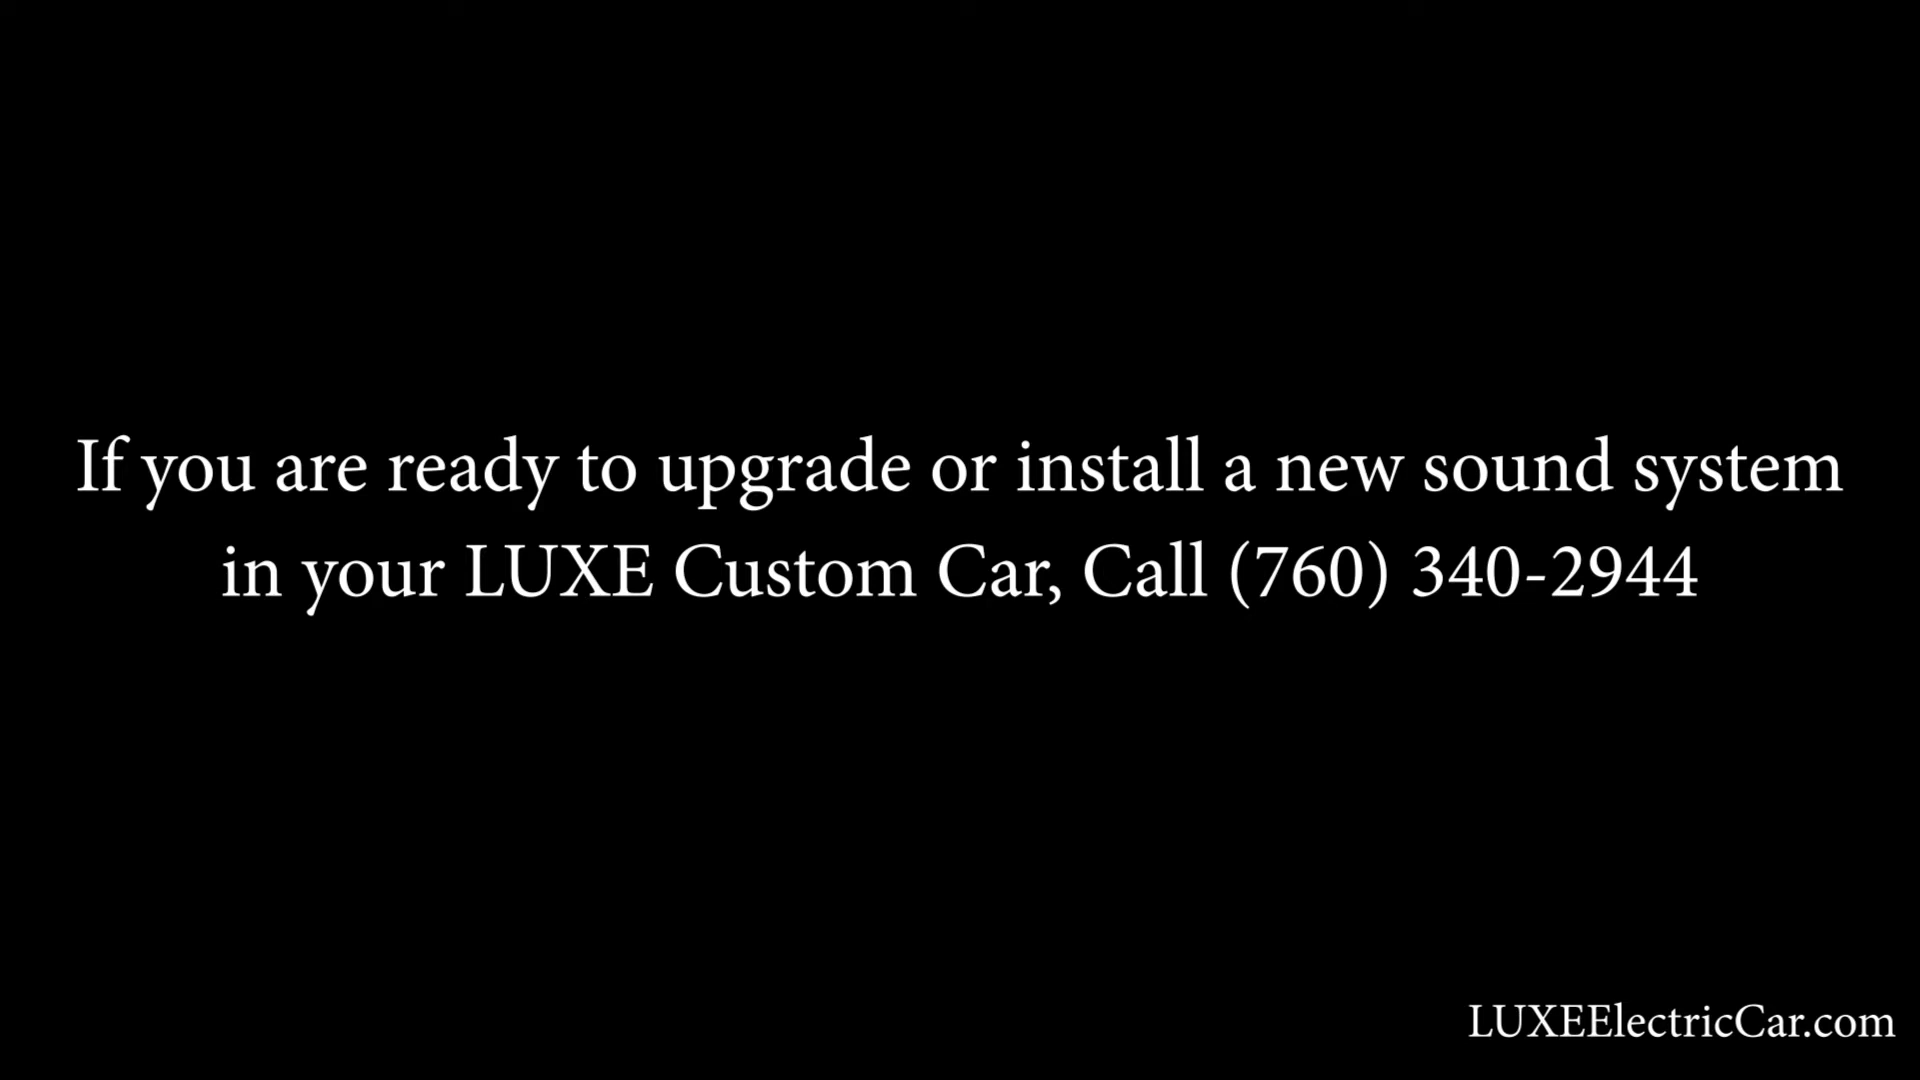 If you are ready to upgrade or install a new sound system
in your LUXE Custom Car, Call (760) 340-2944
LUXEElectricCar.com